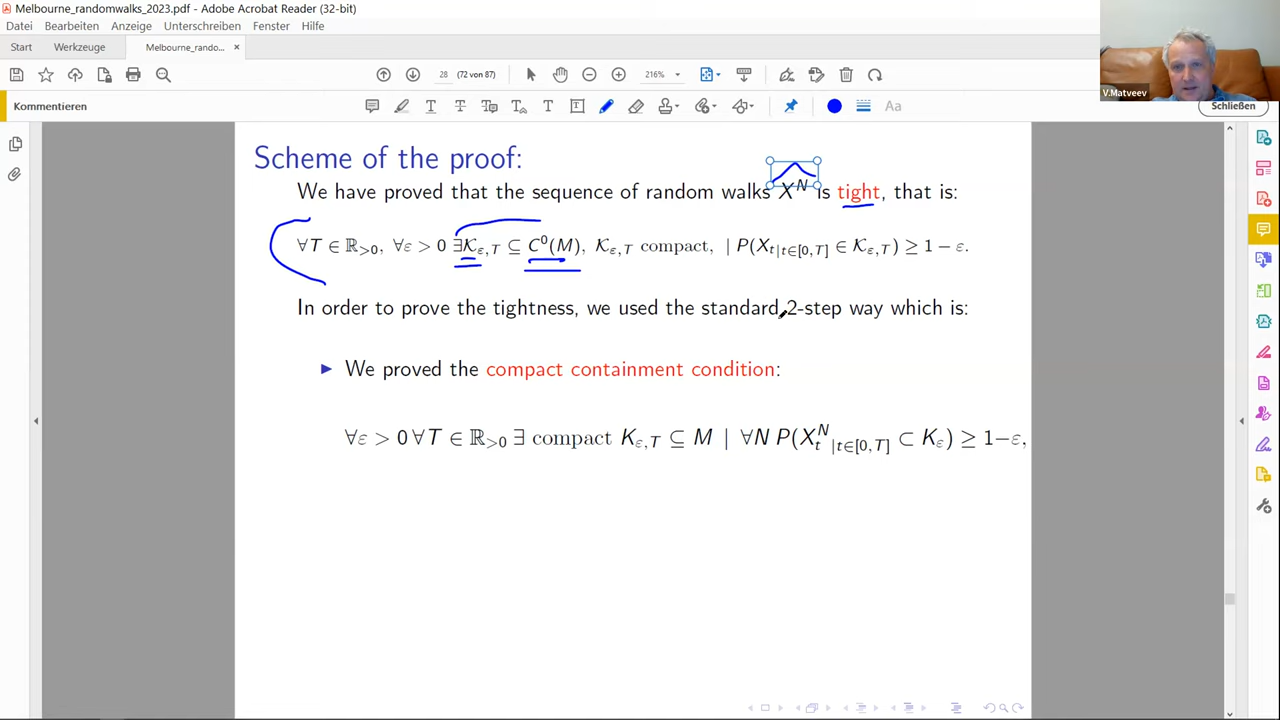 Melbourne_randomwalks_2023.pdf - Adobe Acrobat Reader (32-bit)
Datei Bearbeiten Anzeige Unterschreiben Fenster Hilfe
Start Werkzeuge Melbourne_rando... ×
28 (72 von 87) 216%
Kommentieren Aa Schließen
V.Matveev
Scheme of the proof:
We have proved that the sequence of random walks X^N is tight, that is:
∀T ∈ ℝ_{>0}, ∀ε > 0 ∃𝒦_{ε,T} ⊆ C⁰(M), 𝒦_{ε,T} compact, | P(X_{t|t∈[0,T]} ∈ 𝒦_{ε,T}) ≥ 1 − ε.
In order to prove the tightness, we used the standard 2-step way which is:
▶ We proved the compact containment condition:
∀ε > 0 ∀T ∈ ℝ_{>0} ∃ compact K_{ε,T} ⊆ M | ∀N P(X^N_{t |t∈[0,T]} ⊂ K_ε) ≥ 1−ε,